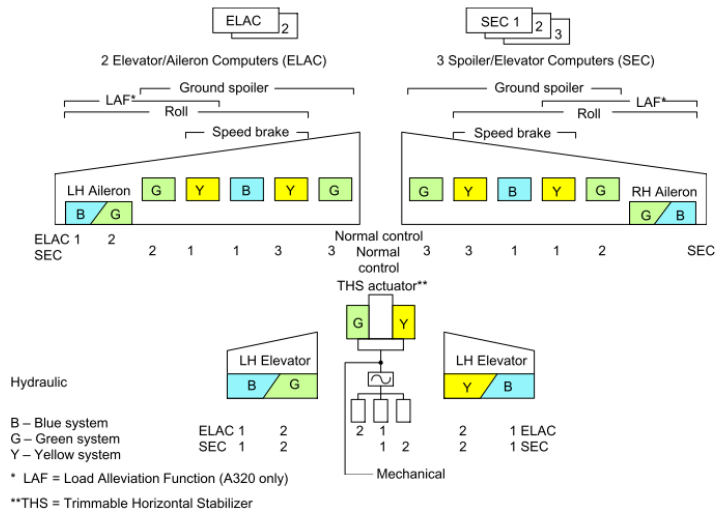 ELAC 2 SEC 1 2 3
2 Elevator/Aileron Computers (ELAC) 3 Spoiler/Elevator Computers (SEC)
Ground spoiler Ground spoiler
LAF* LAF*
Roll Roll
Speed brake Speed brake
LH Aileron G Y B Y G G Y B Y G RH Aileron
B G G B
ELAC 1 2 Normal control
SEC 2 1 1 3 3 Normal 3 3 1 1 2 SEC
control
THS actuator**
G Y
LH Elevator LH Elevator
Hydraulic B G Y B
B – Blue system
G – Green system
Y – Yellow system
ELAC 1 2 2 1 2 1 ELAC
SEC 1 2 1 2 2 1 SEC
* LAF = Load Alleviation Function (A320 only) Mechanical
**THS = Trimmable Horizontal Stabilizer